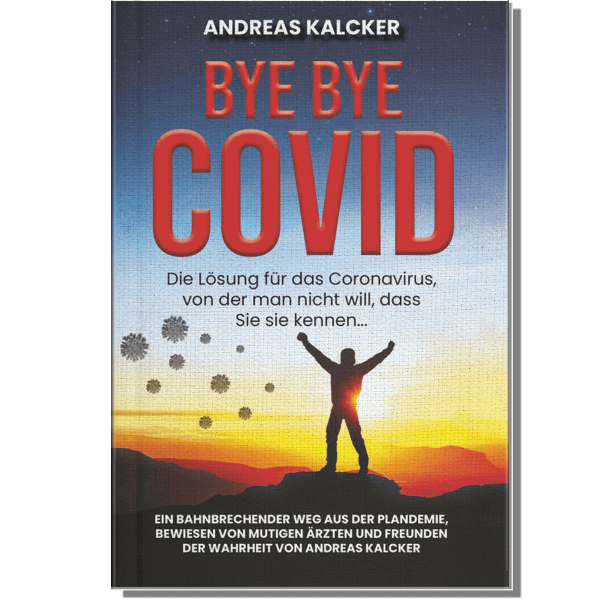 ANDREAS KALCKER
BYE BYE
COVID
Die Lösung für das Coronavirus,
von der man nicht will, dass
Sie sie kennen...
EIN BAHNBRECHENDER WEG AUS DER PLANDEMIE,
BEWIESEN VON MUTIGEN ÄRZTEN UND FREUNDEN
DER WAHRHEIT VON ANDREAS KALCKER